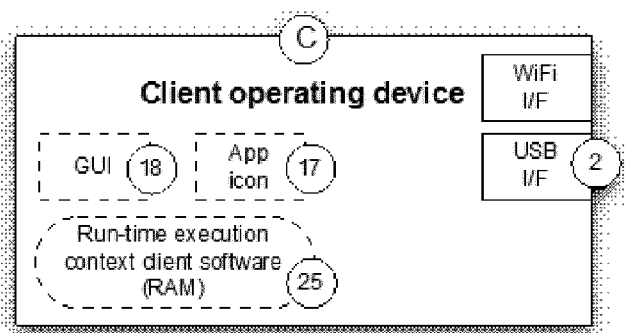 C
Client operating device
WiFi
I/F
GUI 18
App
icon
17
USB
I/F
2
Run-time execution
context client software
(RAM)
25